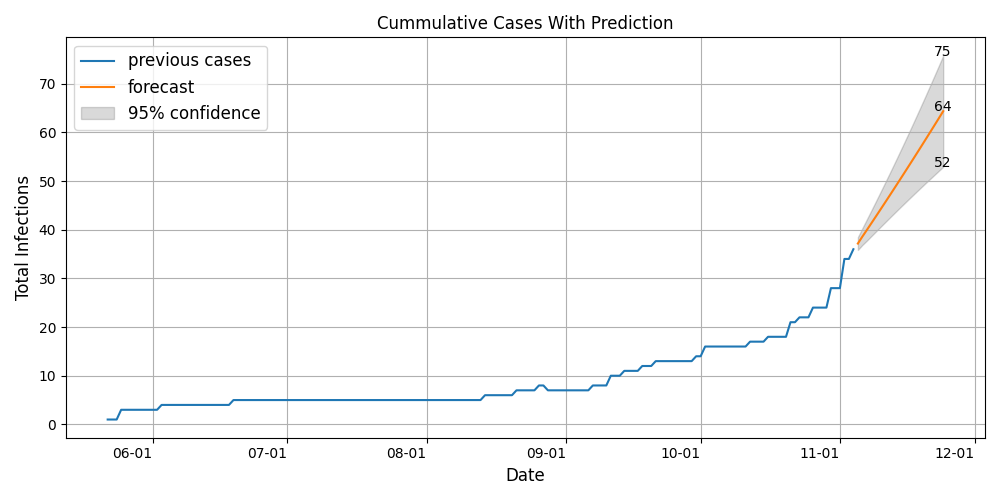 Cummulative Cases With Prediction
previous cases
forecast
95% confidence
75
64
52
70
60
50
40
30
20
10
0
Total Infections
06-01 07-01 08-01 09-01 10-01 11-01 12-01
Date